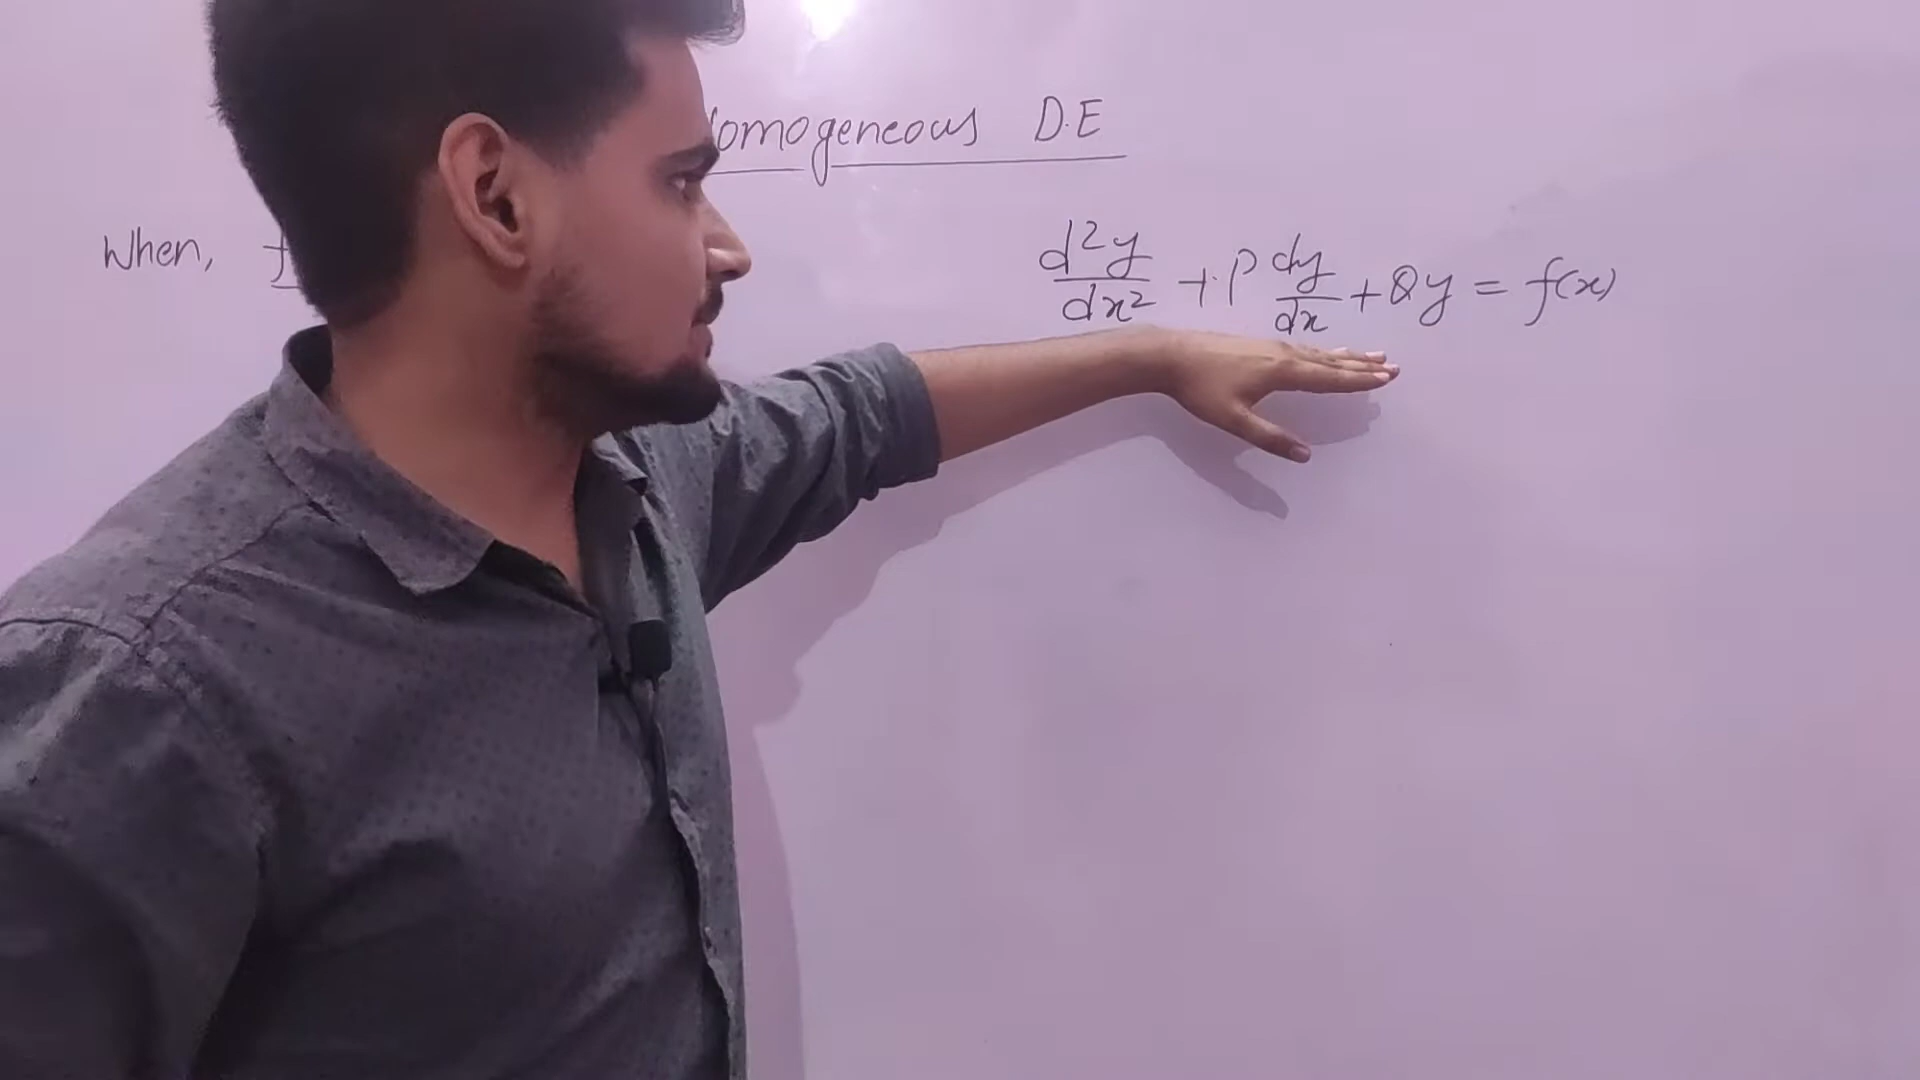 omogeneous D.E
When, f
d²y/dx² + P dy/dx + Qy = f(x)